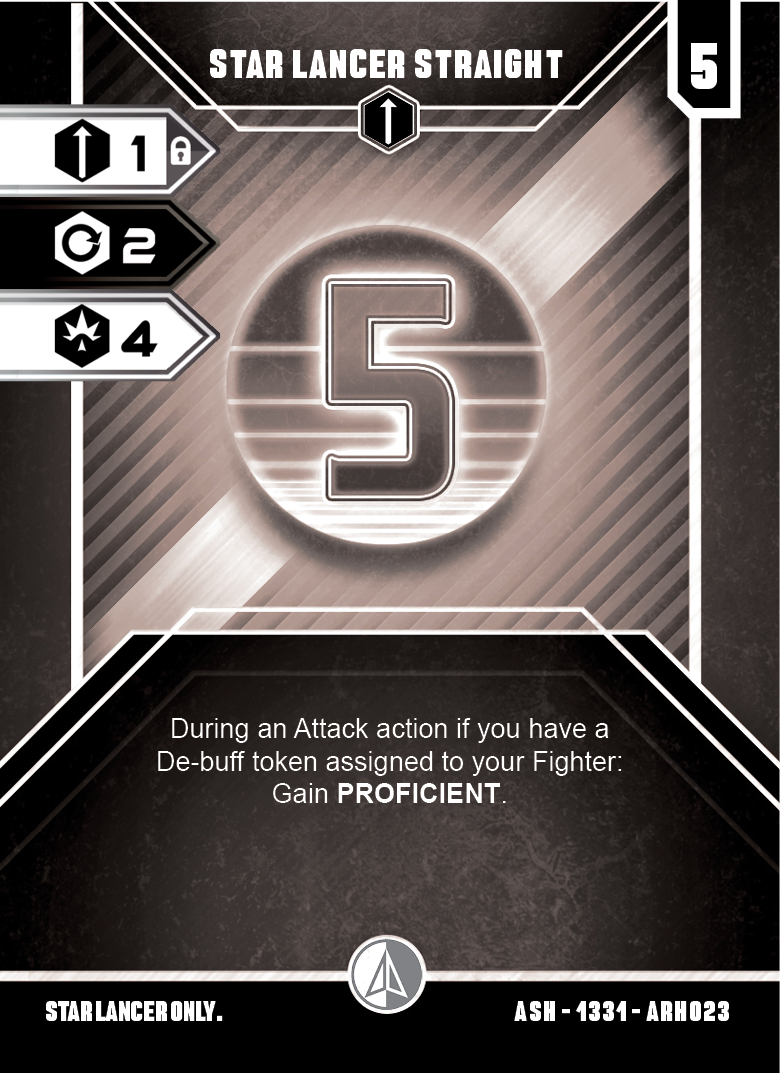 STAR LANCER STRAIGHT
5
1
2
4
5
During an Attack action if you have a
De-buff token assigned to your Fighter:
Gain PROFICIENT.
STAR LANCER ONLY.
ASH - 1331 - ARH023